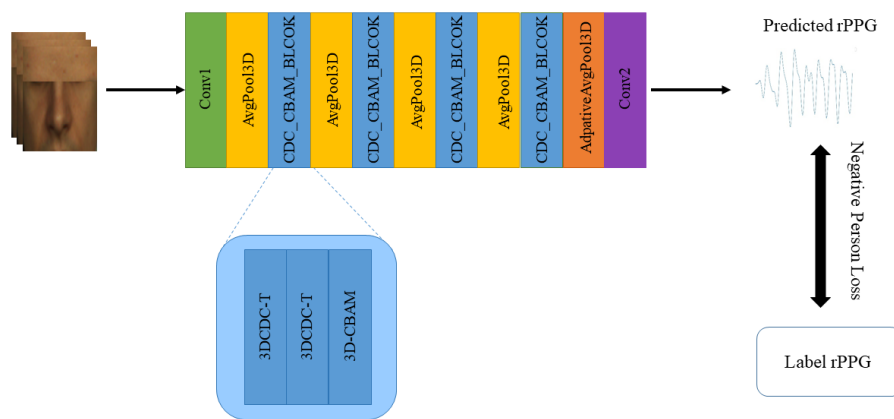 Conv1
AvgPool3D
CDC_CBAM_BLCOK
AvgPool3D
CDC_CBAM_BLCOK
AvgPool3D
CDC_CBAM_BLCOK
AvgPool3D
CDC_CBAM_BLCOK
AdpativeAvgPool3D
Conv2
Predicted rPPG
Negative Person Loss
Label rPPG
3DCDC-T
3DCDC-T
3D-CBAM